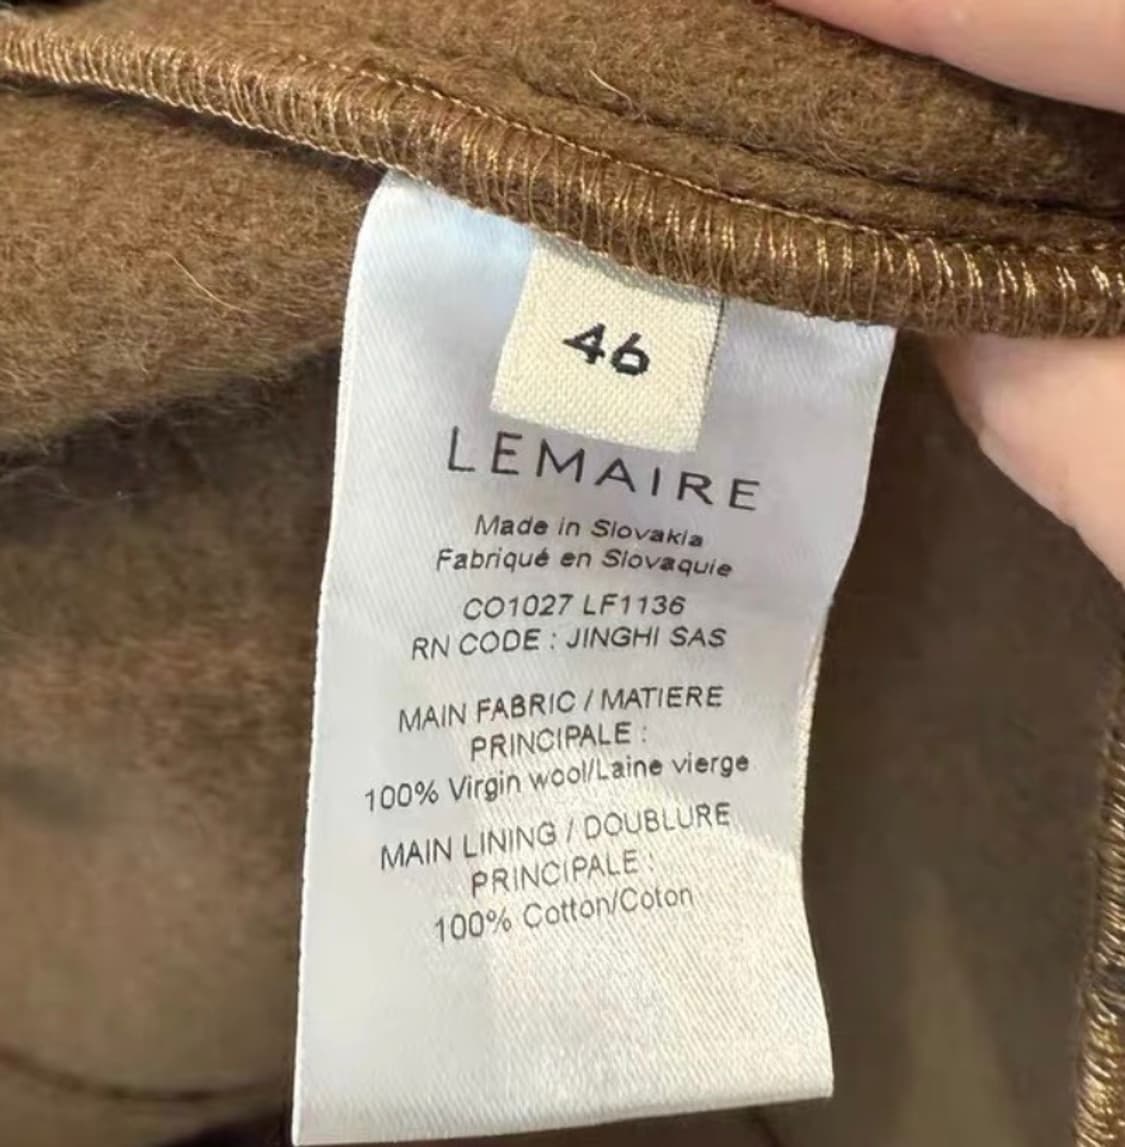 46
LEMAIRE
Made in Slovakia
Fabriqué en Slovaquie
CO1027 LF1136
RN CODE : JINGHI SAS
MAIN FABRIC / MATIERE
PRINCIPALE :
100% Virgin wool/Laine vierge
MAIN LINING / DOUBLURE
PRINCIPALE :
100% Cotton/Coton